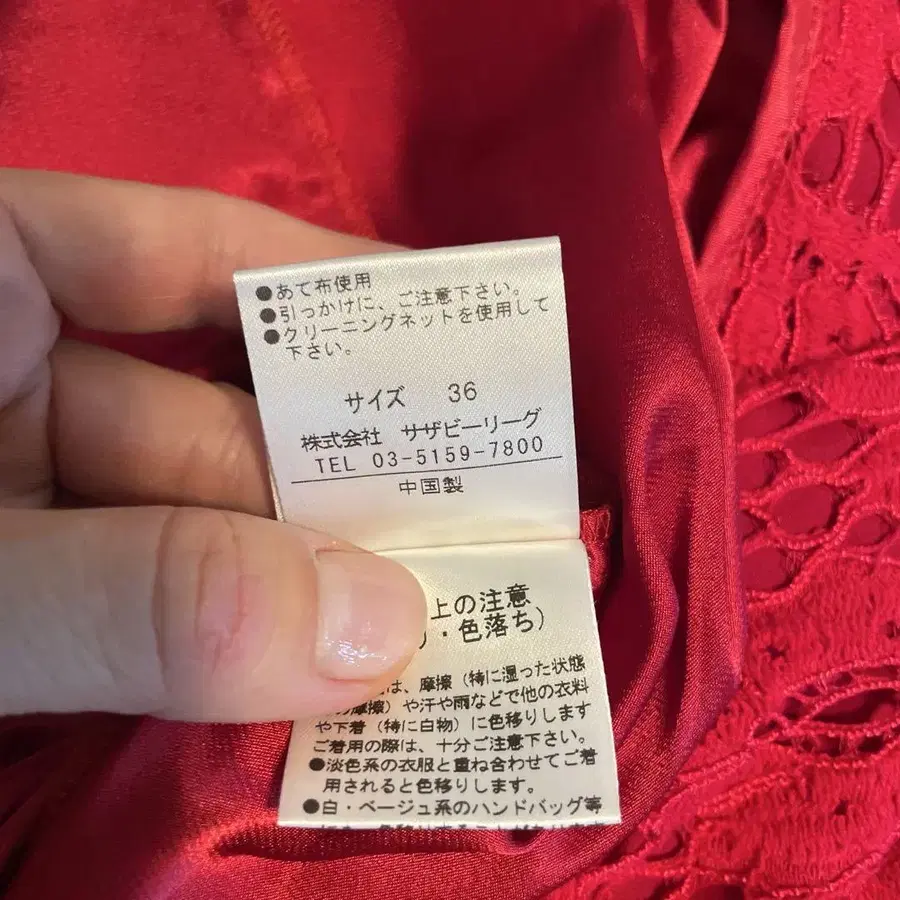 ●あて布使用
●引っかけに、ご注意下さい。
●クリーニングネットを使用して
下さい。
サイズ 36
株式会社 サザビーリーグ
TEL 03-5159-7800
中国製
上の注意
・色落ち)
は、摩擦(特に湿った状態
摩擦)や汗や雨などで他の衣料
や下着(特に白物)に色移りします
ご着用の際は、十分ご注意下さい。
●淡色系の衣服と重ね合わせてご着
用されると色移りします。
●白・ベージュ系のハンドバッグ等